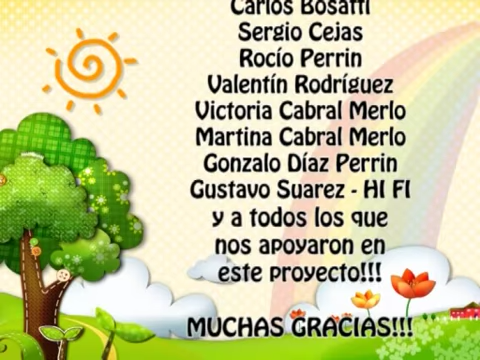 Carlos Bosatti
Sergio Cejas
Rocío Perrin
Valentín Rodríguez
Victoria Cabral Merlo
Martina Cabral Merlo
Gonzalo Díaz Perrin
Gustavo Suarez - HI FI
y a todos los que
nos apoyaron en
este proyecto!!!
MUCHAS GRACIAS!!!